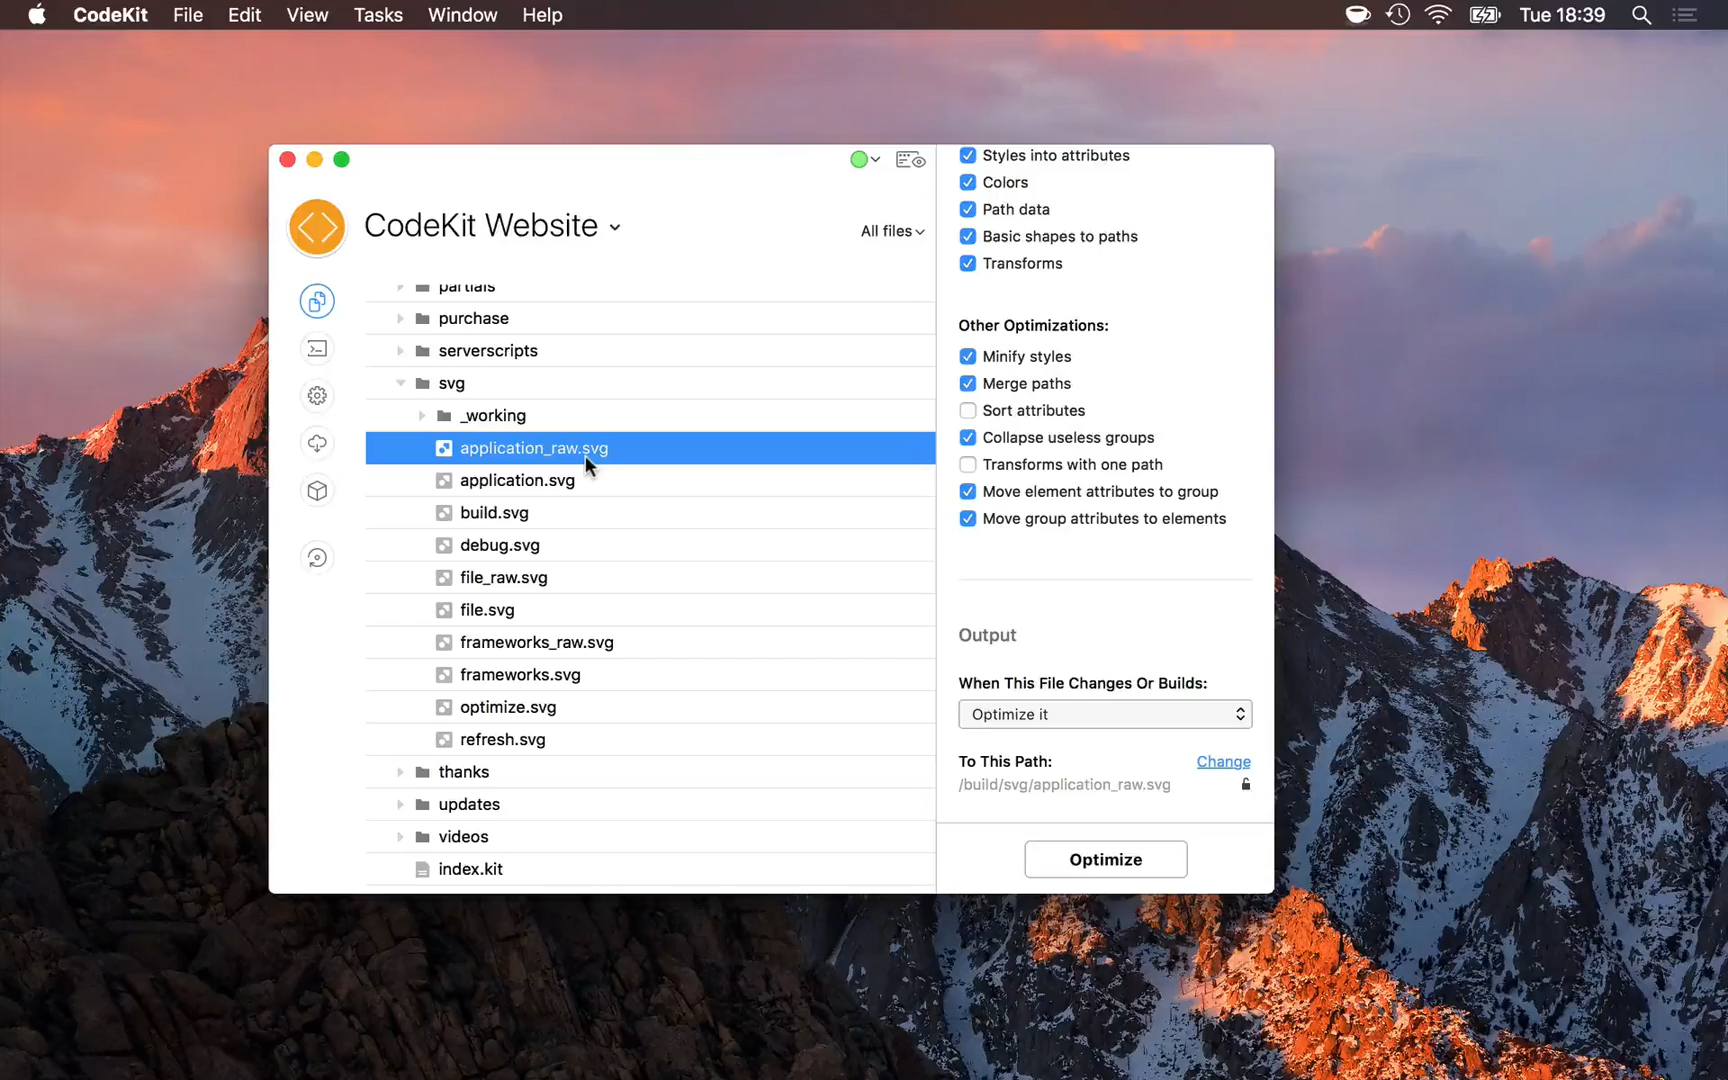 CodeKit File Edit View Tasks Window Help Tue 18:39
CodeKit Website
All files
partials
purchase
serverscripts
svg
_working
application_raw.svg
application.svg
build.svg
debug.svg
file_raw.svg
file.svg
frameworks_raw.svg
frameworks.svg
optimize.svg
refresh.svg
thanks
updates
videos
index.kit
Styles into attributes
Colors
Path data
Basic shapes to paths
Transforms
Other Optimizations:
Minify styles
Merge paths
Sort attributes
Collapse useless groups
Transforms with one path
Move element attributes to group
Move group attributes to elements
Output
When This File Changes Or Builds:
Optimize it
To This Path: Change
/build/svg/application_raw.svg
Optimize